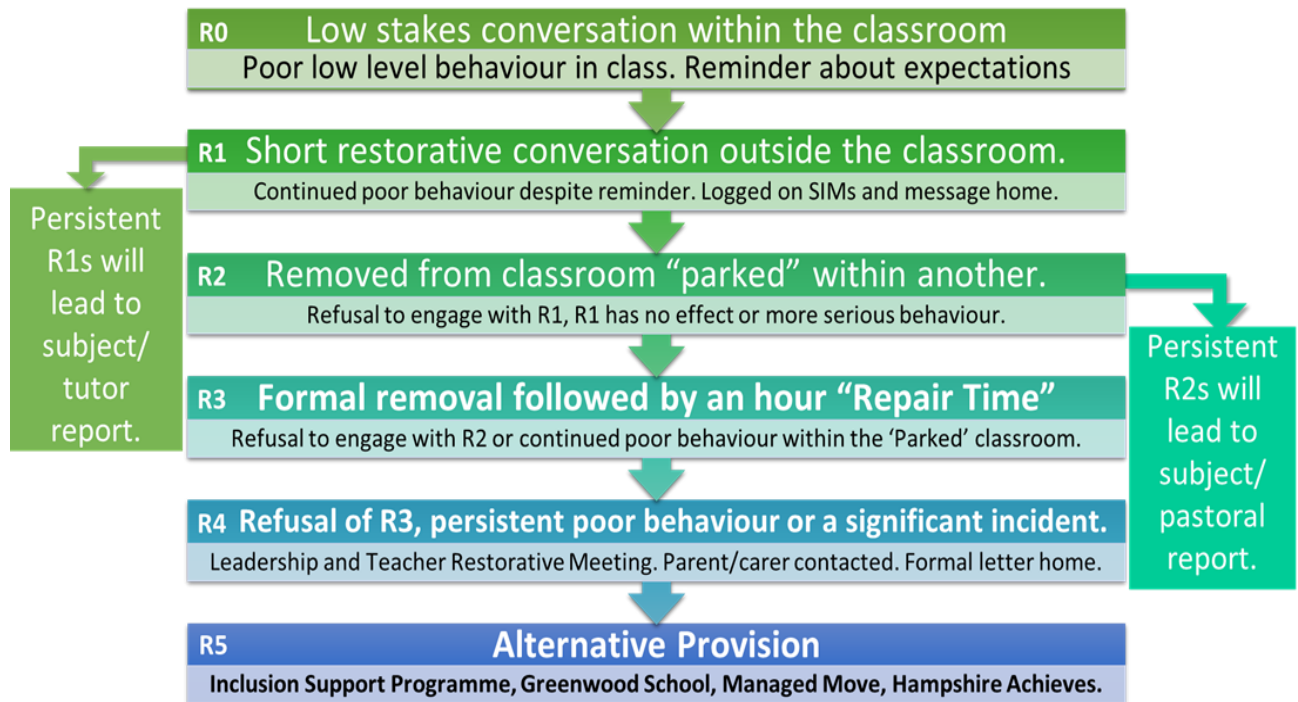 R0 Low stakes conversation within the classroom
Poor low level behaviour in class. Reminder about expectations
R1 Short restorative conversation outside the classroom.
Continued poor behaviour despite reminder. Logged on SIMs and message home.
Persistent
R1s will
lead to
subject/
tutor
report.
R2 Removed from classroom “parked” within another.
Refusal to engage with R1, R1 has no effect or more serious behaviour.
Persistent
R2s will
lead to
subject/
pastoral
report.
R3 Formal removal followed by an hour “Repair Time”
Refusal to engage with R2 or continued poor behaviour within the ‘Parked’ classroom.
R4 Refusal of R3, persistent poor behaviour or a significant incident.
Leadership and Teacher Restorative Meeting. Parent/carer contacted. Formal letter home.
R5 Alternative Provision
Inclusion Support Programme, Greenwood School, Managed Move, Hampshire Achieves.